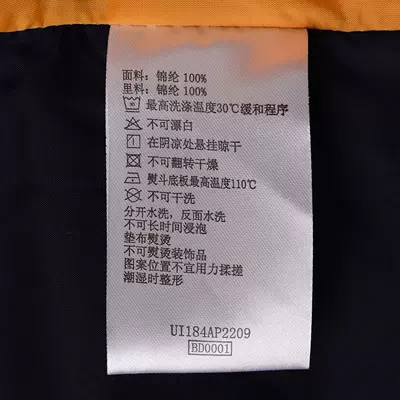 面料：锦纶 100%
里料：锦纶 100%
最高洗涤温度30℃缓和程序
不可漂白
在阴凉处悬挂晾干
不可翻转干燥
熨斗底板最高温度110℃
不可干洗
分开水洗，反面水洗
不可长时间浸泡
垫布熨烫
不可熨烫装饰品
图案位置不宜用力揉搓
潮湿时整形
UI184AP2209
BD0001